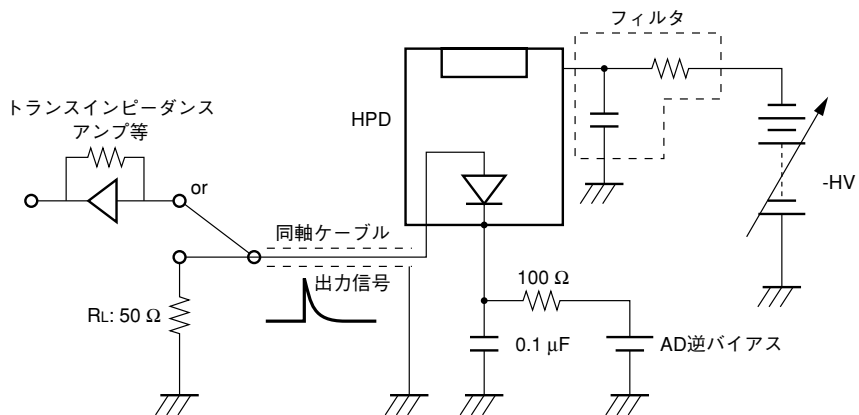 フィルタ
HPD
トランスインピーダンス
アンプ等
or
-HV
同軸ケーブル
出力信号
RL: 50 Ω
100 Ω
0.1 μF
AD逆バイアス